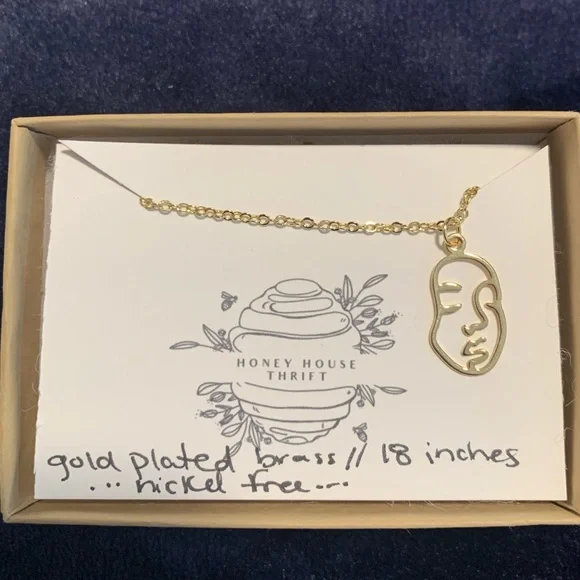 HONEY HOUSE
THRIFT
gold plated brass // 18 inches
... nickel free ...